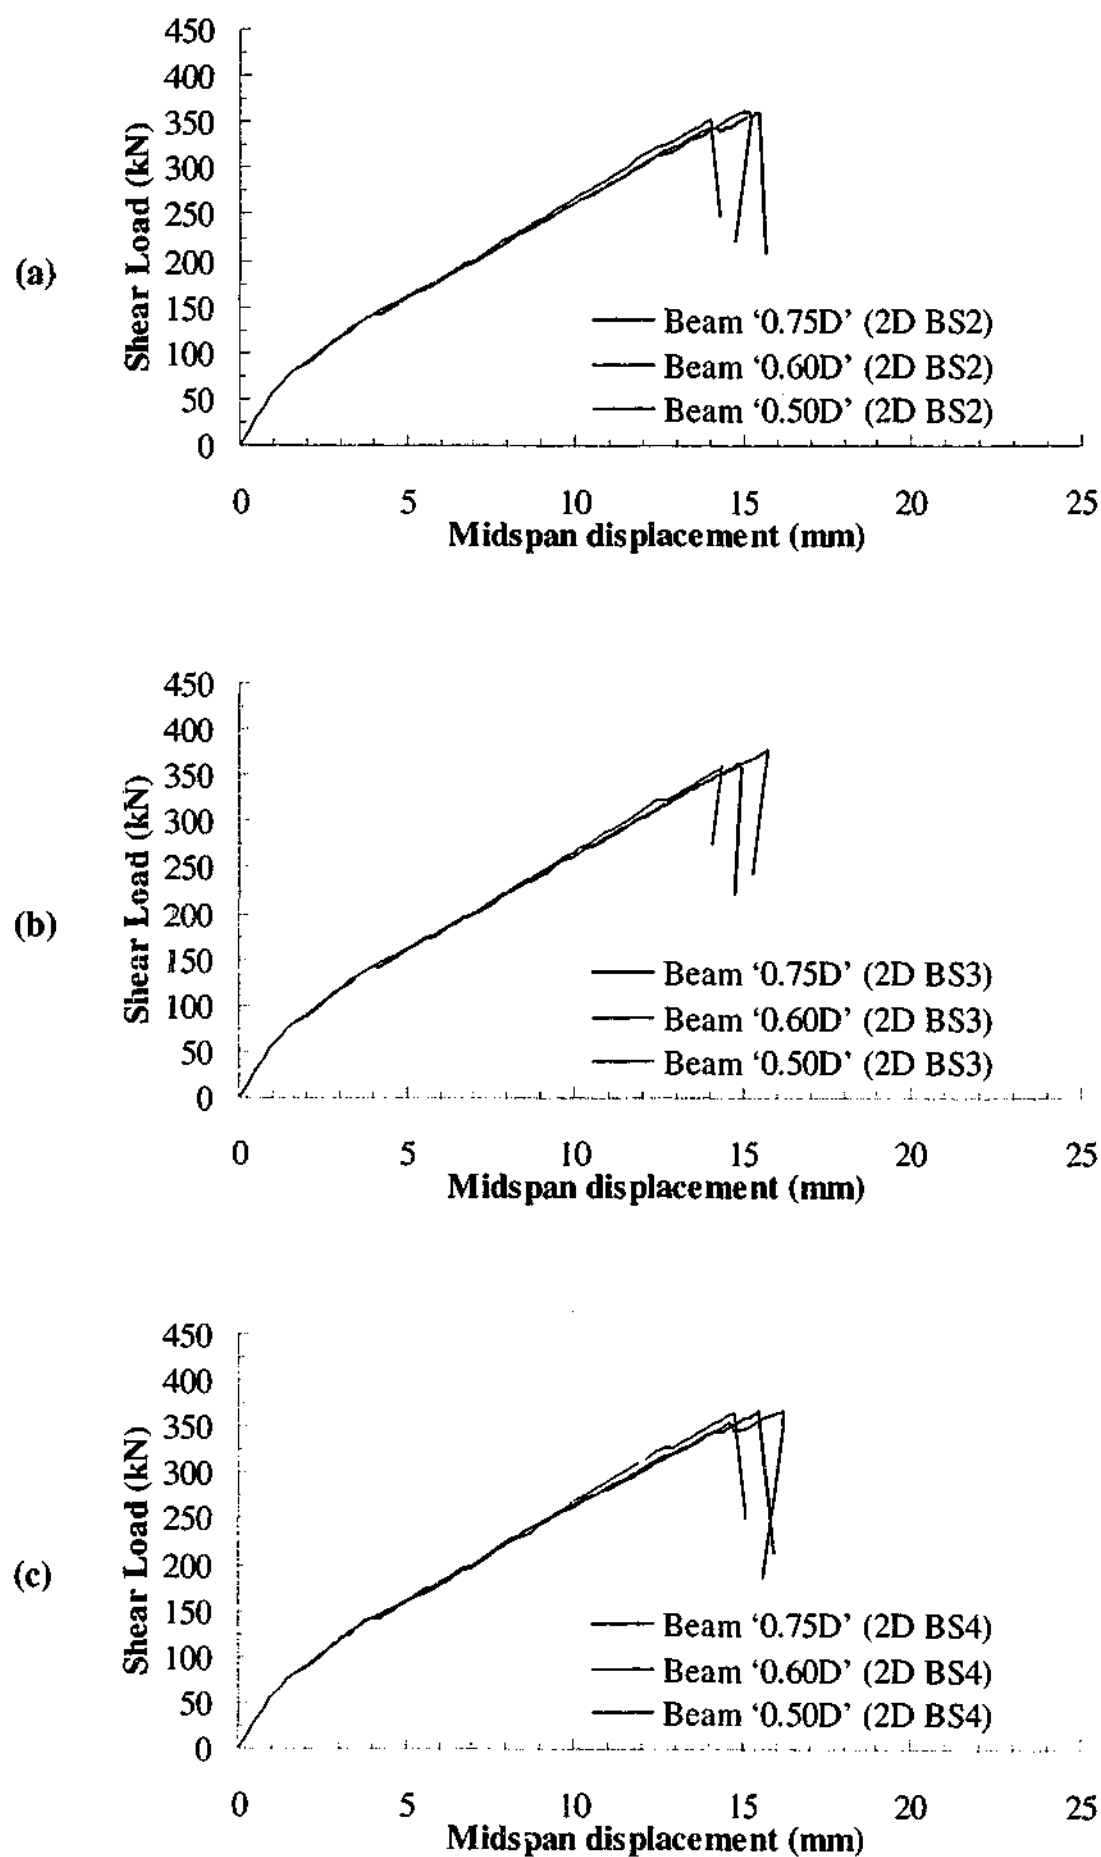 450
400
350
300
250
200
150
100
50
0
Shear Load (kN)
(a)
Beam ‘0.75D’ (2D BS2)
Beam ‘0.60D’ (2D BS2)
Beam ‘0.50D’ (2D BS2)
0 5 10 15 20 25
Midspan displacement (mm)
450
400
350
300
250
200
150
100
50
0
Shear Load (kN)
(b)
Beam ‘0.75D’ (2D BS3)
Beam ‘0.60D’ (2D BS3)
Beam ‘0.50D’ (2D BS3)
0 5 10 15 20 25
Midspan displacement (mm)
450
400
350
300
250
200
150
100
50
0
Shear Load (kN)
(c)
Beam ‘0.75D’ (2D BS4)
Beam ‘0.60D’ (2D BS4)
Beam ‘0.50D’ (2D BS4)
0 5 10 15 20 25
Midspan displacement (mm)